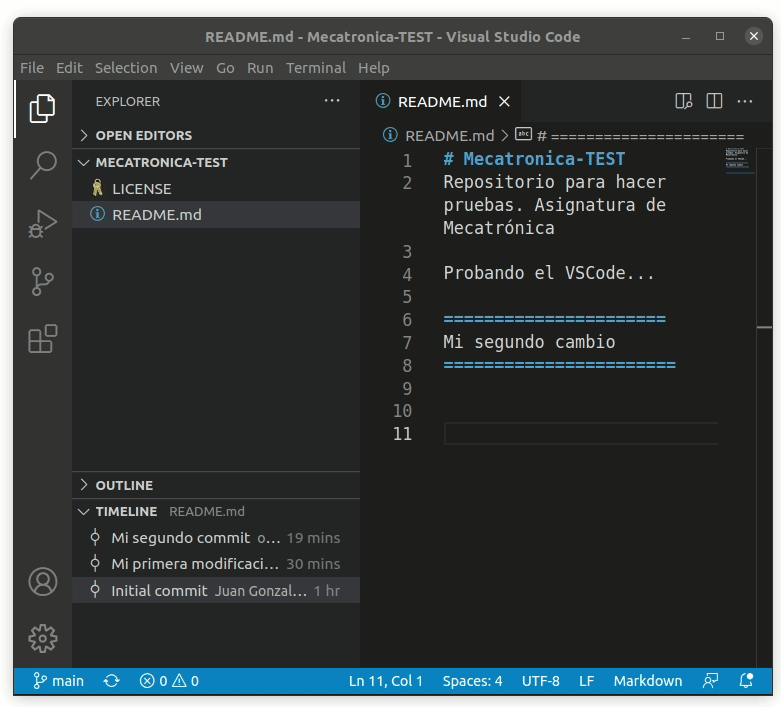 README.md - Mecatronica-TEST - Visual Studio Code
File Edit Selection View Go Run Terminal Help
EXPLORER
OPEN EDITORS
MECATRONICA-TEST
LICENSE
README.md
OUTLINE
TIMELINE README.md
Mi segundo commit o... 19 mins
Mi primera modificaci... 30 mins
Initial commit Juan Gonzal... 1 hr
README.md
README.md > abc # ======================
1 # Mecatronica-TEST
2 Repositorio para hacer
pruebas. Asignatura de
Mecatrónica
3
4 Probando el VSCode...
5
6 ======================
7 Mi segundo cambio
8 =======================
9
10
11
main 0 0 Ln 11, Col 1 Spaces: 4 UTF-8 LF Markdown